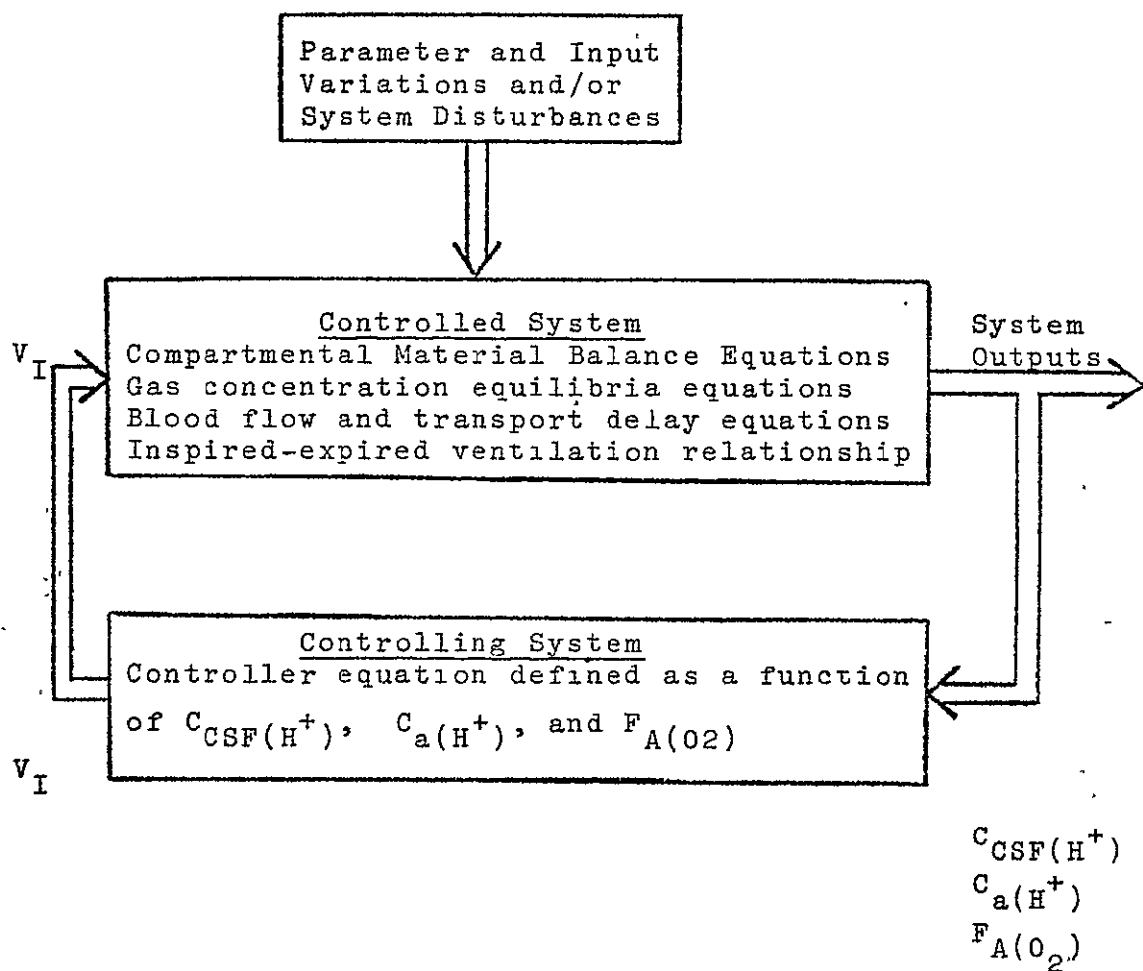 Parameter and Input
Variations and/or
System Disturbances
Controlled System
Compartmental Material Balance Equations
Gas concentration equilibria equations
Blood flow and transport delay equations
Inspired-expired ventilation relationship
V_I
System
Outputs
Controlling System
Controller equation defined as a function
of C_CSF(H⁺), C_a(H⁺), and F_A(O2)
V_I
C_CSF(H⁺)
C_a(H⁺)
F_A(O₂)